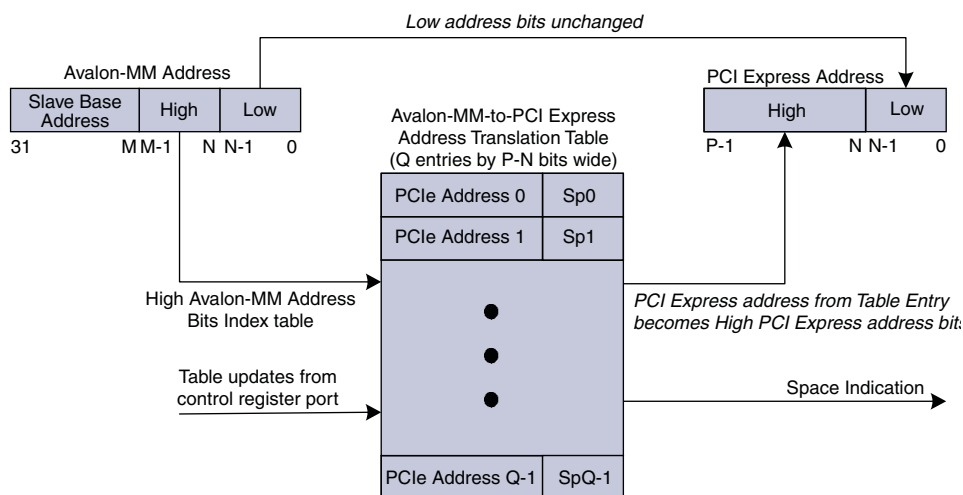 Low address bits unchanged
Avalon-MM Address
PCI Express Address
Slave Base
Address
High
Low
High
Low
31
M
M-1
N
N-1
0
P-1
N
N-1
0
Avalon-MM-to-PCI Express
Address Translation Table
(Q entries by P-N bits wide)
PCIe Address 0
Sp0
PCIe Address 1
Sp1
High Avalon-MM Address
Bits Index table
PCI Express address from Table Entry
becomes High PCI Express address bits
Table updates from
control register port
Space Indication
PCIe Address Q-1
SpQ-1